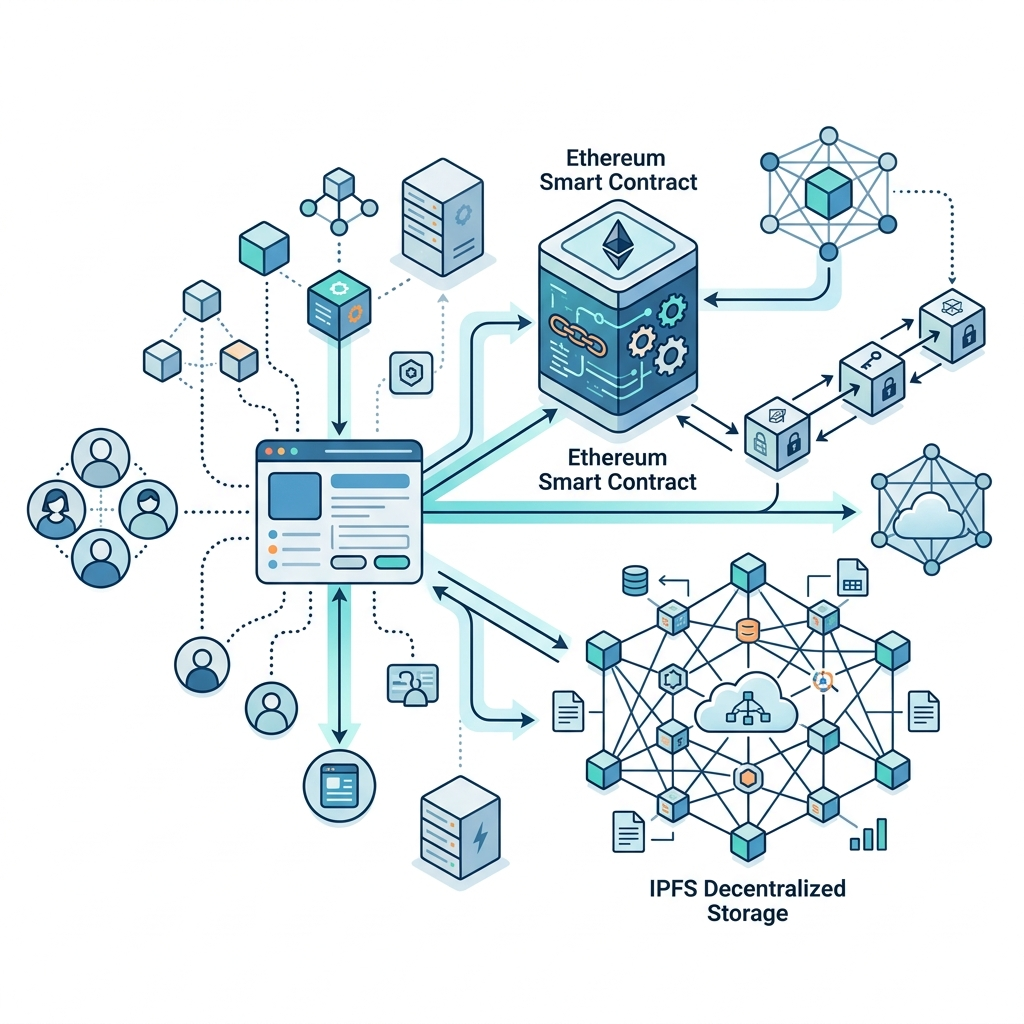 Ethereum
Smart Contract
Ethereum
Smart Contract
IPFS Decentralized
Storage